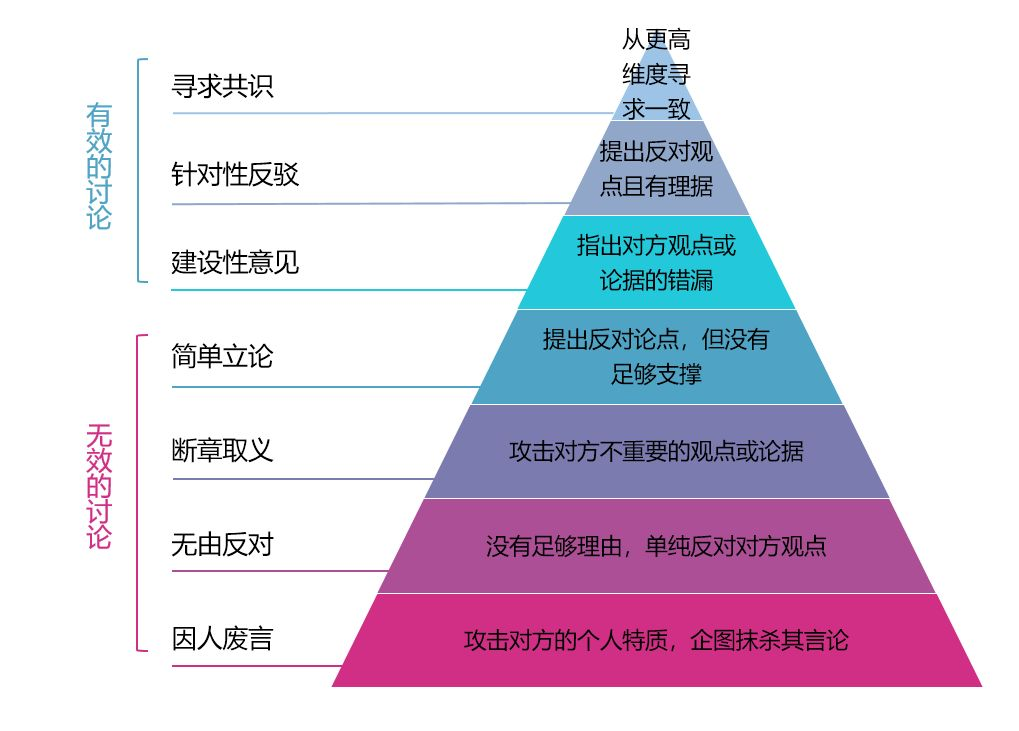 有效的讨论
寻求共识
从更高
维度寻
求一致
针对性反驳
提出反对观
点且有理据
建设性意见
指出对方观点或
论据的错漏
无效的讨论
简单立论
提出反对论点，但没有
足够支撑
断章取义
攻击对方不重要的观点或论据
无由反对
没有足够理由，单纯反对对方观点
因人废言
攻击对方的个人特质，企图抹杀其言论